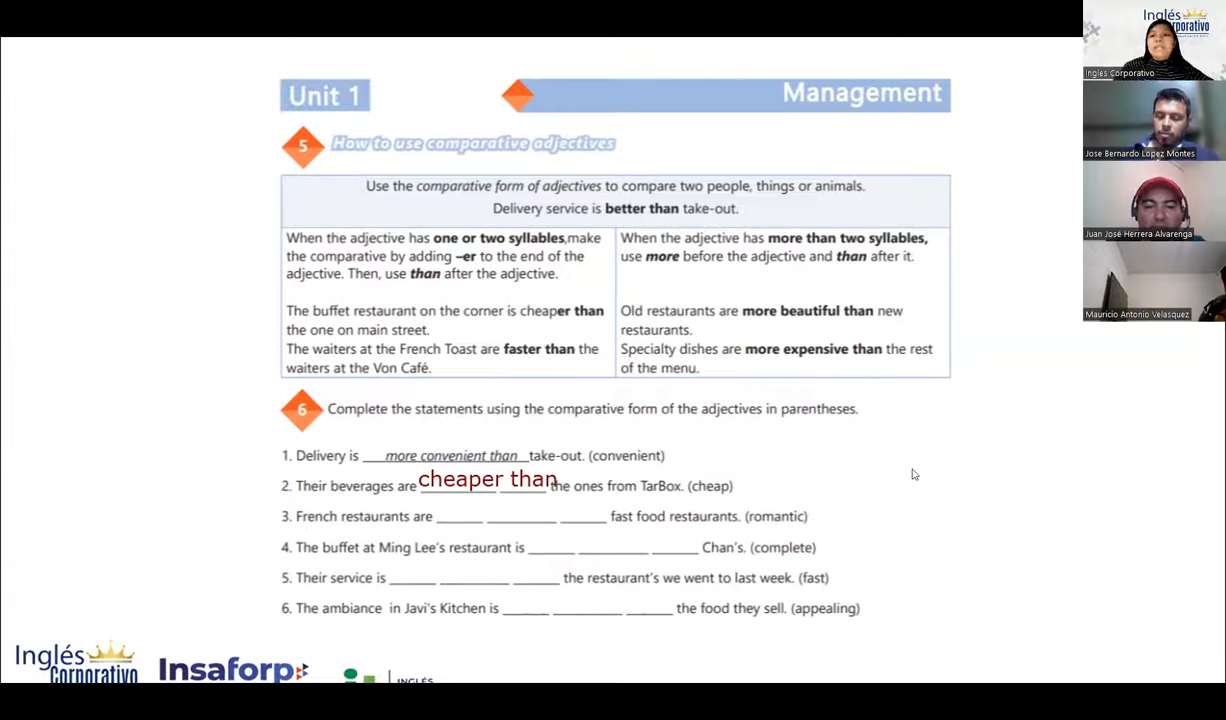 Unit 1
Management
5 How to use comparative adjectives
Use the comparative form of adjectives to compare two people, things or animals.
Delivery service is better than take-out.
When the adjective has one or two syllables,make
the comparative by adding –er to the end of the
adjective. Then, use than after the adjective.
The buffet restaurant on the corner is cheaper than
the one on main street.
The waiters at the French Toast are faster than the
waiters at the Von Café.
When the adjective has more than two syllables,
use more before the adjective and than after it.
Old restaurants are more beautiful than new
restaurants.
Specialty dishes are more expensive than the rest
of the menu.
6 Complete the statements using the comparative form of the adjectives in parentheses.
1. Delivery is ___more convenient than__take-out. (convenient)
2. Their beverages are cheaper than the ones from TarBox. (cheap)
3. French restaurants are ______ _________ ______ fast food restaurants. (romantic)
4. The buffet at Ming Lee's restaurant is ______ _________ ______ Chan's. (complete)
5. Their service is ______ _________ ______ the restaurant's we went to last week. (fast)
6. The ambiance in Javi's Kitchen is ______ _________ ______ the food they sell. (appealing)
Inglés
Corporativo
Insaforp
INGLÉS
Inglés
Corporativo
Ingles Corporativo
Jose Bernardo Lopez Montes
Juan José Herrera Alvarenga
Mauricio Antonio Velasquez